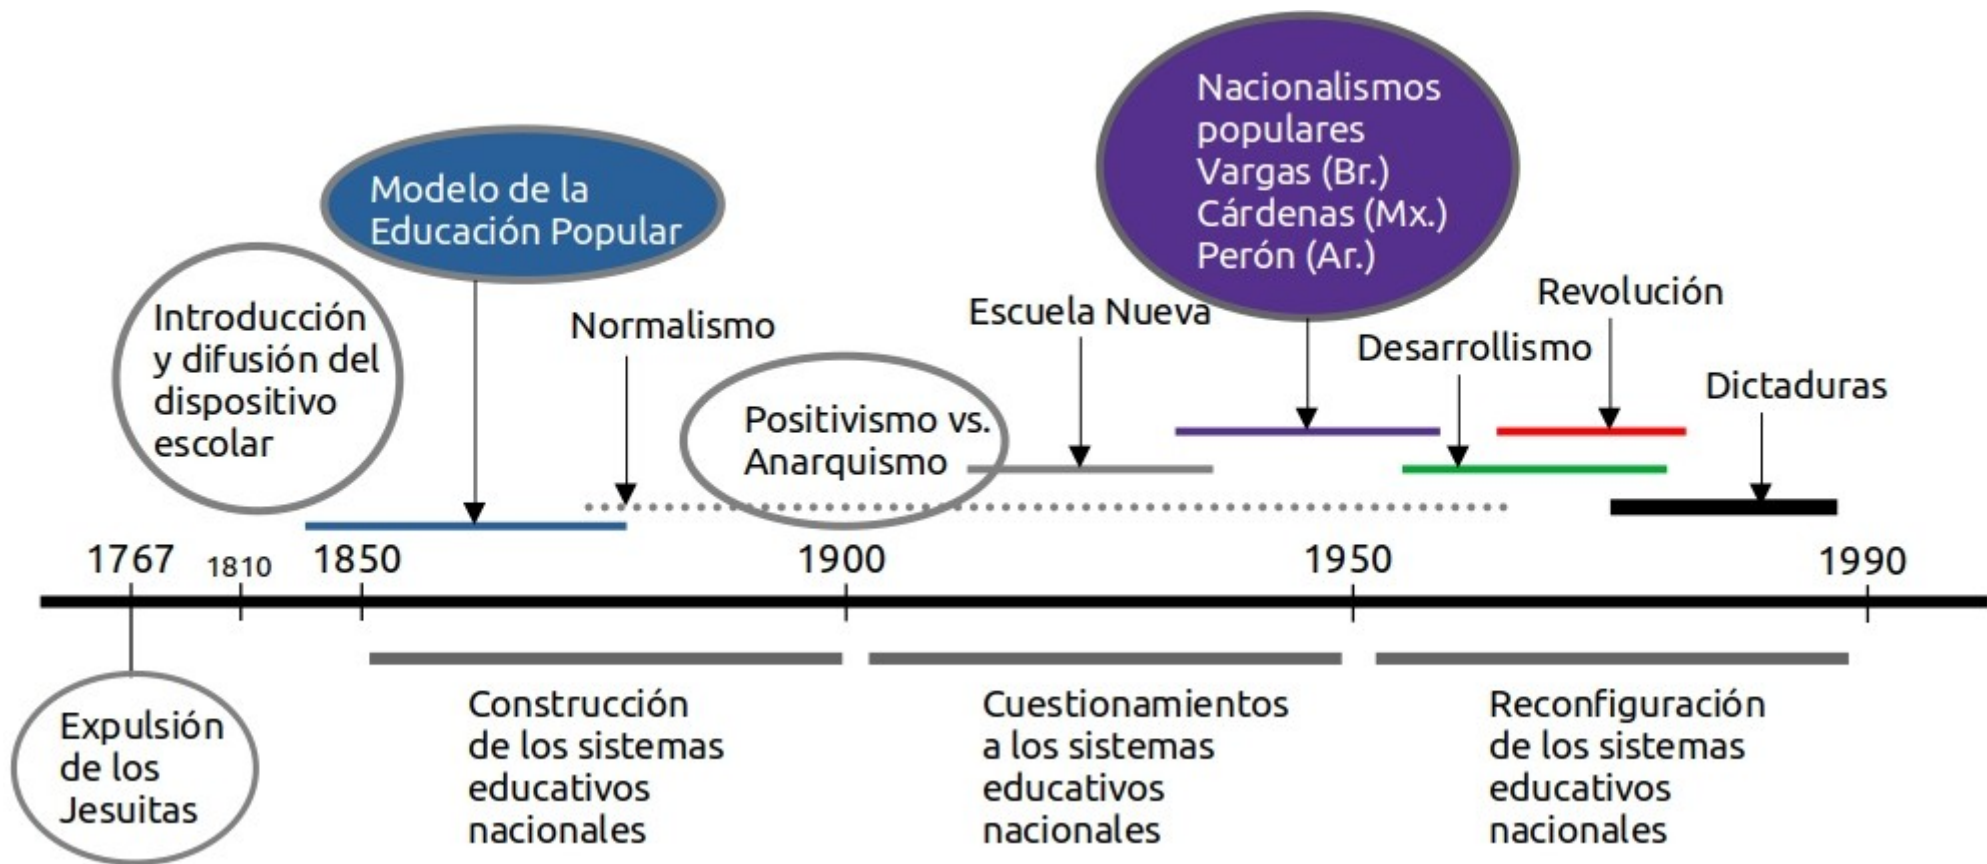 Nacionalismos
populares
Vargas (Br.)
Cárdenas (Mx.)
Perón (Ar.)
Modelo de la
Educación Popular
Introducción
y difusión del
dispositivo
escolar
Normalismo
Escuela Nueva
Revolución
Desarrollismo
Dictaduras
Positivismo vs.
Anarquismo
1767
1810
1850
1900
1950
1990
Expulsión
de los
Jesuitas
Construcción
de los sistemas
educativos
nacionales
Cuestionamientos
a los sistemas
educativos
nacionales
Reconfiguración
de los sistemas
educativos
nacionales